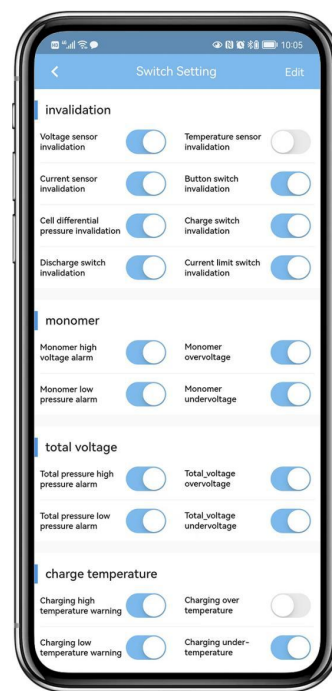 10:05
Switch Setting
Edit
invalidation
Voltage sensor
invalidation
Temperature sensor
invalidation
Current sensor
invalidation
Button switch
invalidation
Cell differential
pressure invalidation
Charge switch
invalidation
Discharge switch
invalidation
Current limit switch
invalidation
monomer
Monomer high
voltage alarm
Monomer
overvoltage
Monomer low
pressure alarm
Monomer
undervoltage
total voltage
Total pressure high
pressure alarm
Total_voltage
overvoltage
Total pressure low
pressure alarm
Total_voltage
undervoltage
charge temperature
Charging high
temperature warning
Charging over
temperature
Charging low
temperature warning
Charging under-
temperature